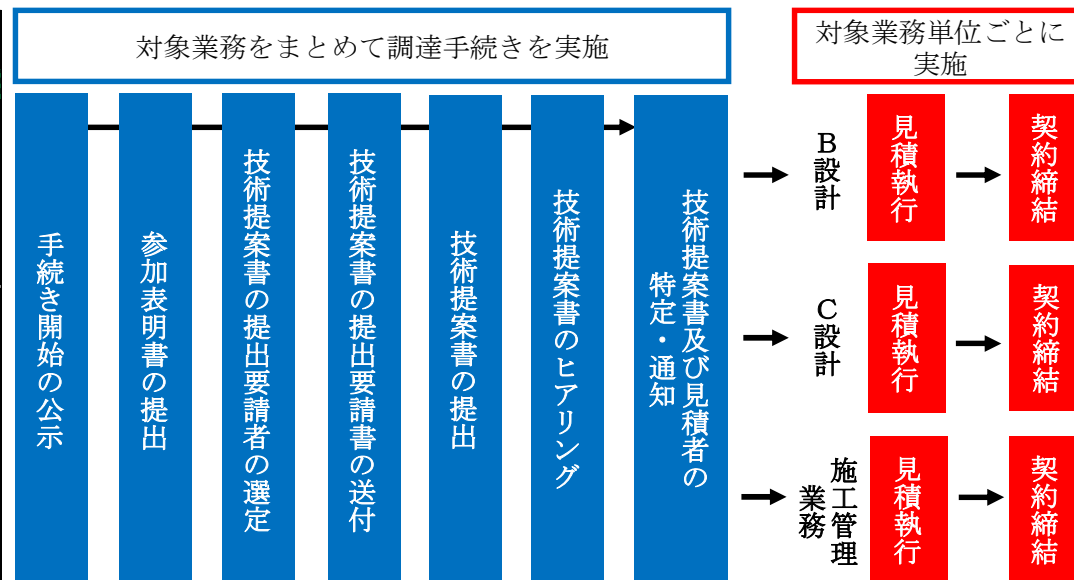 対象業務をまとめて調達手続きを実施
対象業務単位ごとに
実施
手続き開始の公示
参加表明書の提出
技術提案書の提出要請者の選定
技術提案書の提出要請書の送付
技術提案書の提出
技術提案書のヒアリング
技術提案書及び見積者の
特定・通知
B設計
見積執行
契約締結
C設計
見積執行
契約締結
施工管理
業務
見積執行
契約締結